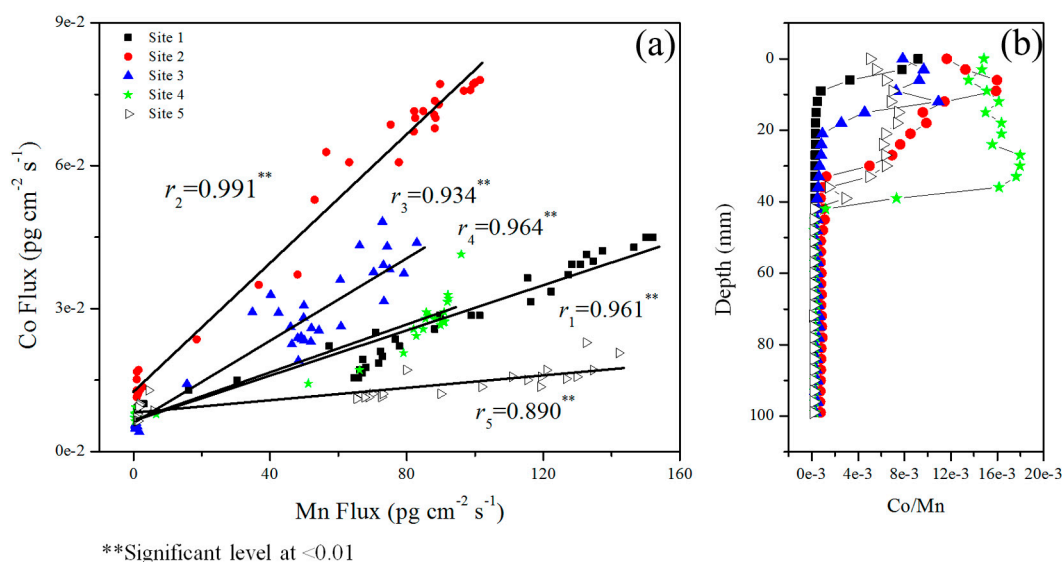 9e-2
(a)
Site 1
Site 2
Site 3
Site 4
Site 5
6e-2
3e-2
0e-2
Co Flux (pg cm⁻² s⁻¹)
r₂=0.991**
r₃=0.934**
r₄=0.964**
r₁=0.961**
r₅=0.890**
0 40 80 120 160
Mn Flux (pg cm⁻² s⁻¹)
**Significant level at <0.01
(b)
0
20
40
60
80
100
Depth (mm)
0e-3 4e-3 8e-3 12e-3 16e-3 20e-3
Co/Mn